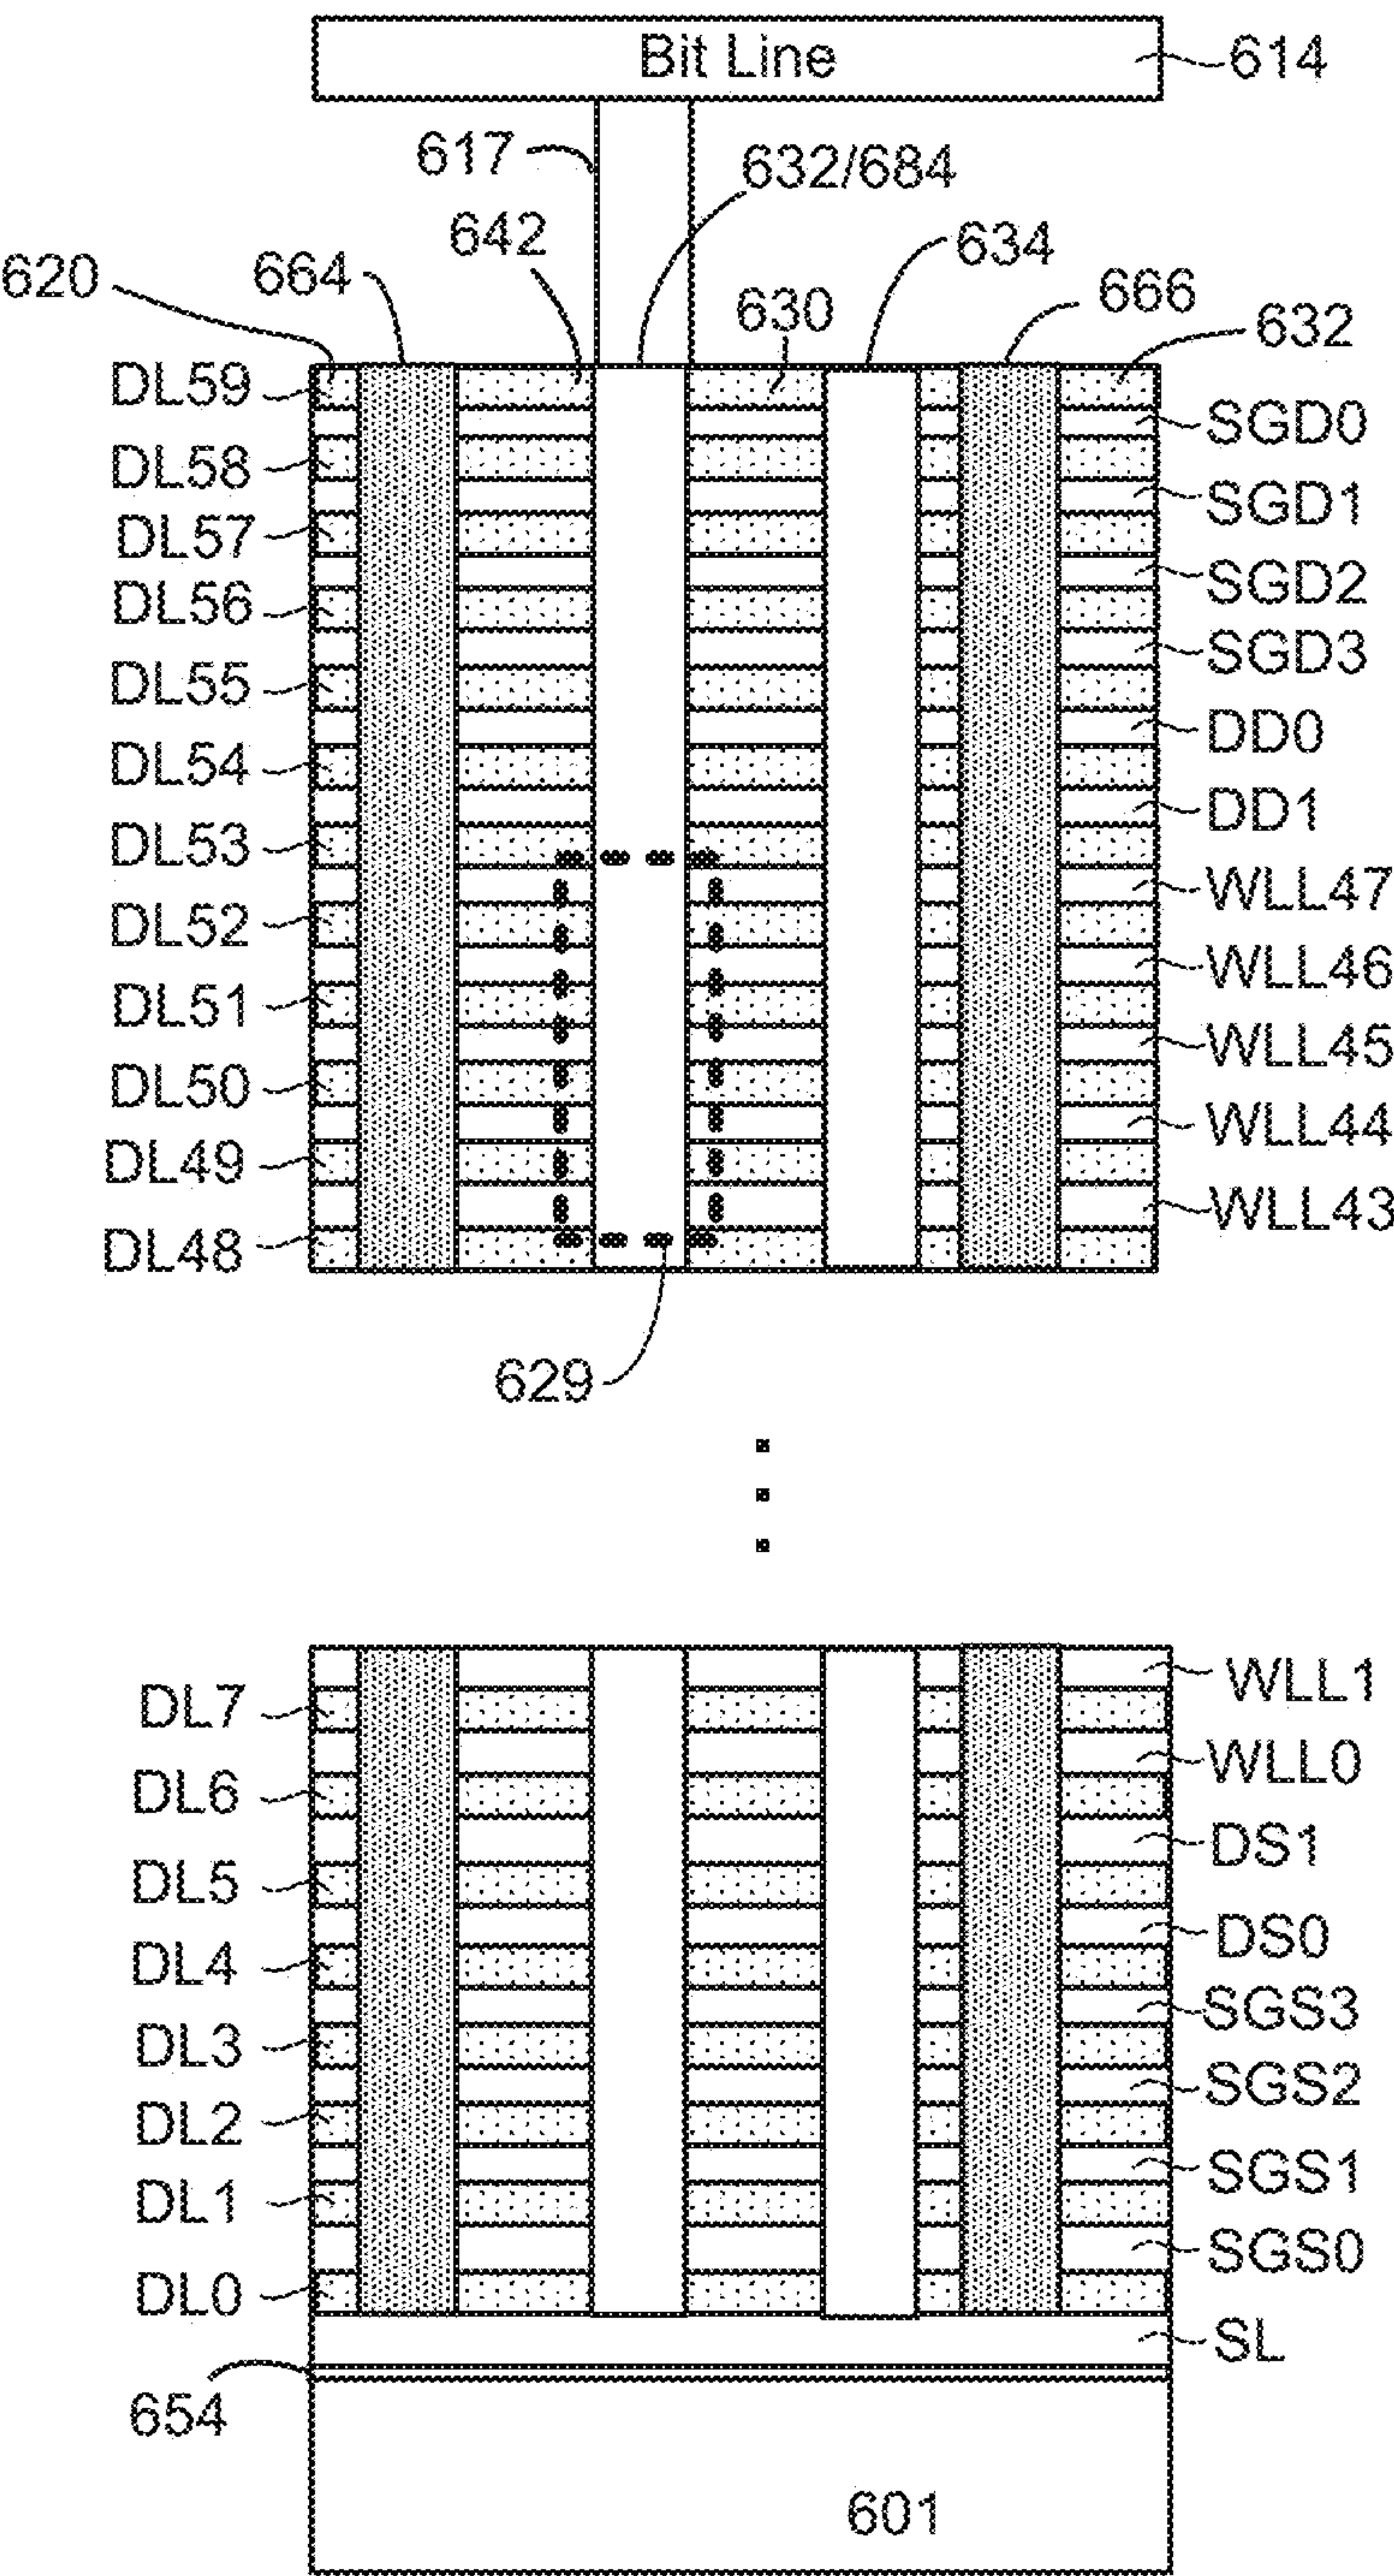 Bit Line
614
617
632/684
642
634
620
664
630
666
632
DL59
SGD0
DL58
SGD1
DL57
SGD2
DL56
SGD3
DL55
DD0
DL54
DD1
DL53
WLL47
DL52
WLL46
DL51
WLL45
DL50
WLL44
DL49
WLL43
DL48
629
WLL1
DL7
WLL0
DL6
DS1
DL5
DS0
DL4
SGS3
DL3
SGS2
DL2
SGS1
DL1
SGS0
DL0
SL
654
601